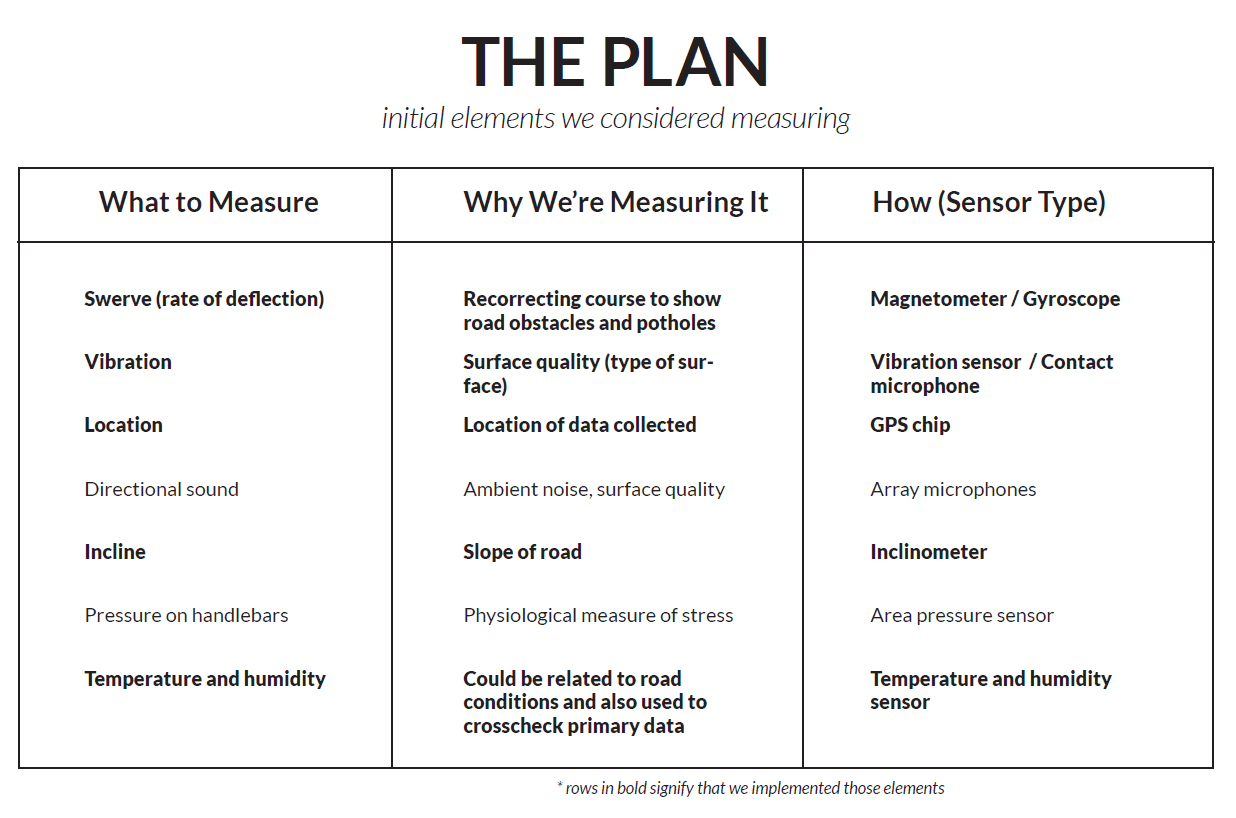 THE PLAN
initial elements we considered measuring
What to Measure
Why We're Measuring It
How (Sensor Type)
Swerve (rate of deflection)
Recorrecting course to show
road obstacles and potholes
Magnetometer / Gyroscope
Vibration
Surface quality (type of sur-
face)
Vibration sensor / Contact
microphone
Location
Location of data collected
GPS chip
Directional sound
Ambient noise, surface quality
Array microphones
Incline
Slope of road
Inclinometer
Pressure on handlebars
Physiological measure of stress
Area pressure sensor
Temperature and humidity
Could be related to road
conditions and also used to
crosscheck primary data
Temperature and humidity
sensor
* rows in bold signify that we implemented those elements